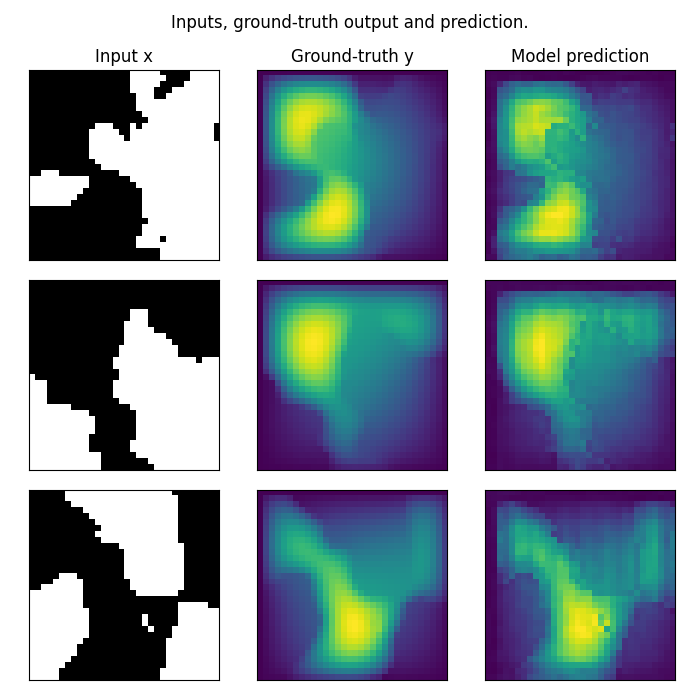 Inputs, ground-truth output and prediction.
Input x
Ground-truth y
Model prediction